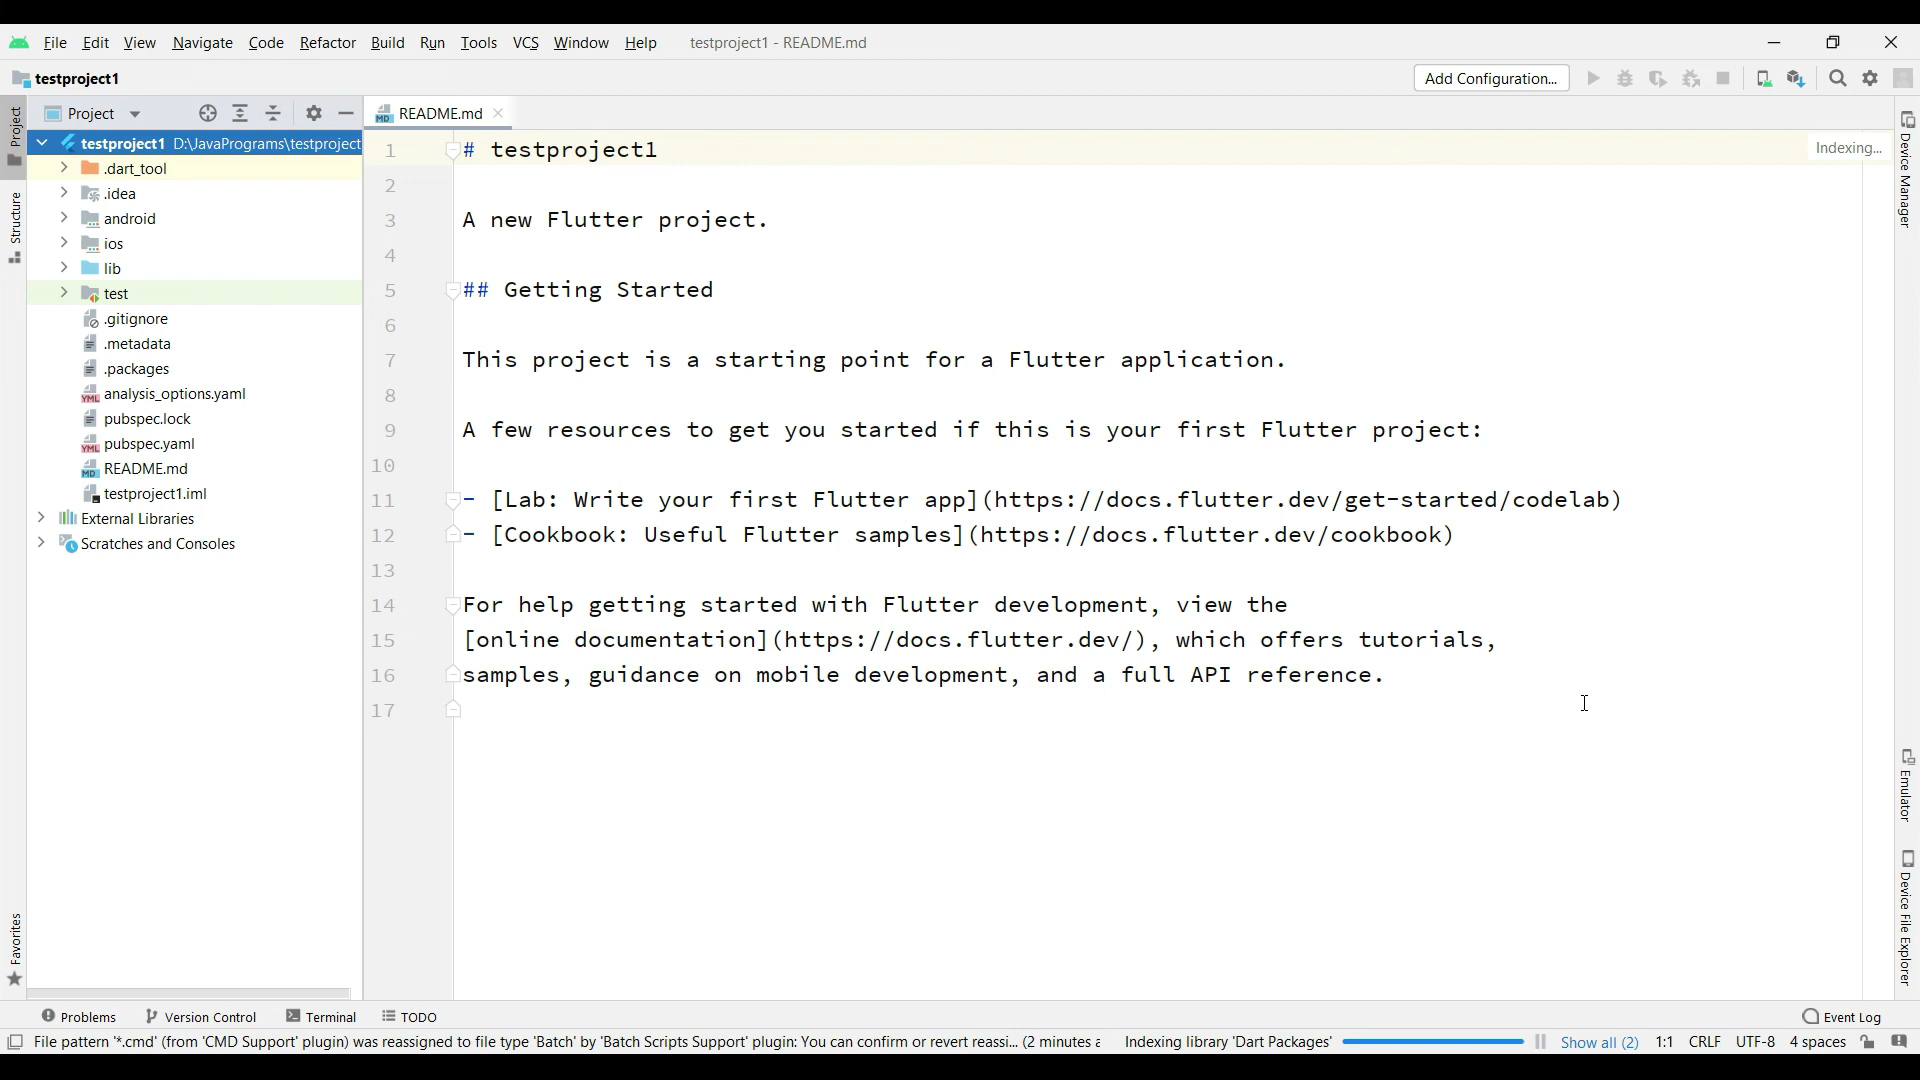 File Edit View Navigate Code Refactor Build Run Tools VCS Window Help testproject1 - README.md
testproject1
Add Configuration...
Project
README.md
testproject1 D:\JavaPrograms\testproject
.dart_tool
.idea
android
ios
lib
test
.gitignore
.metadata
.packages
analysis_options.yaml
pubspec.lock
pubspec.yaml
README.md
testproject1.iml
External Libraries
Scratches and Consoles
Project
Structure
Favorites
1 # testproject1
2
3 A new Flutter project.
4
5 ## Getting Started
6
7 This project is a starting point for a Flutter application.
8
9 A few resources to get you started if this is your first Flutter project:
10
11 - [Lab: Write your first Flutter app](https://docs.flutter.dev/get-started/codelab)
12 - [Cookbook: Useful Flutter samples](https://docs.flutter.dev/cookbook)
13
14 For help getting started with Flutter development, view the
15 [online documentation](https://docs.flutter.dev/), which offers tutorials,
16 samples, guidance on mobile development, and a full API reference.
17
Indexing...
Device Manager
Emulator
Device File Explorer
Problems Version Control Terminal TODO Event Log
File pattern '*.cmd' (from 'CMD Support' plugin) was reassigned to file type 'Batch' by 'Batch Scripts Support' plugin: You can confirm or revert reassi... (2 minutes a Indexing library 'Dart Packages' Show all (2) 1:1 CRLF UTF-8 4 spaces